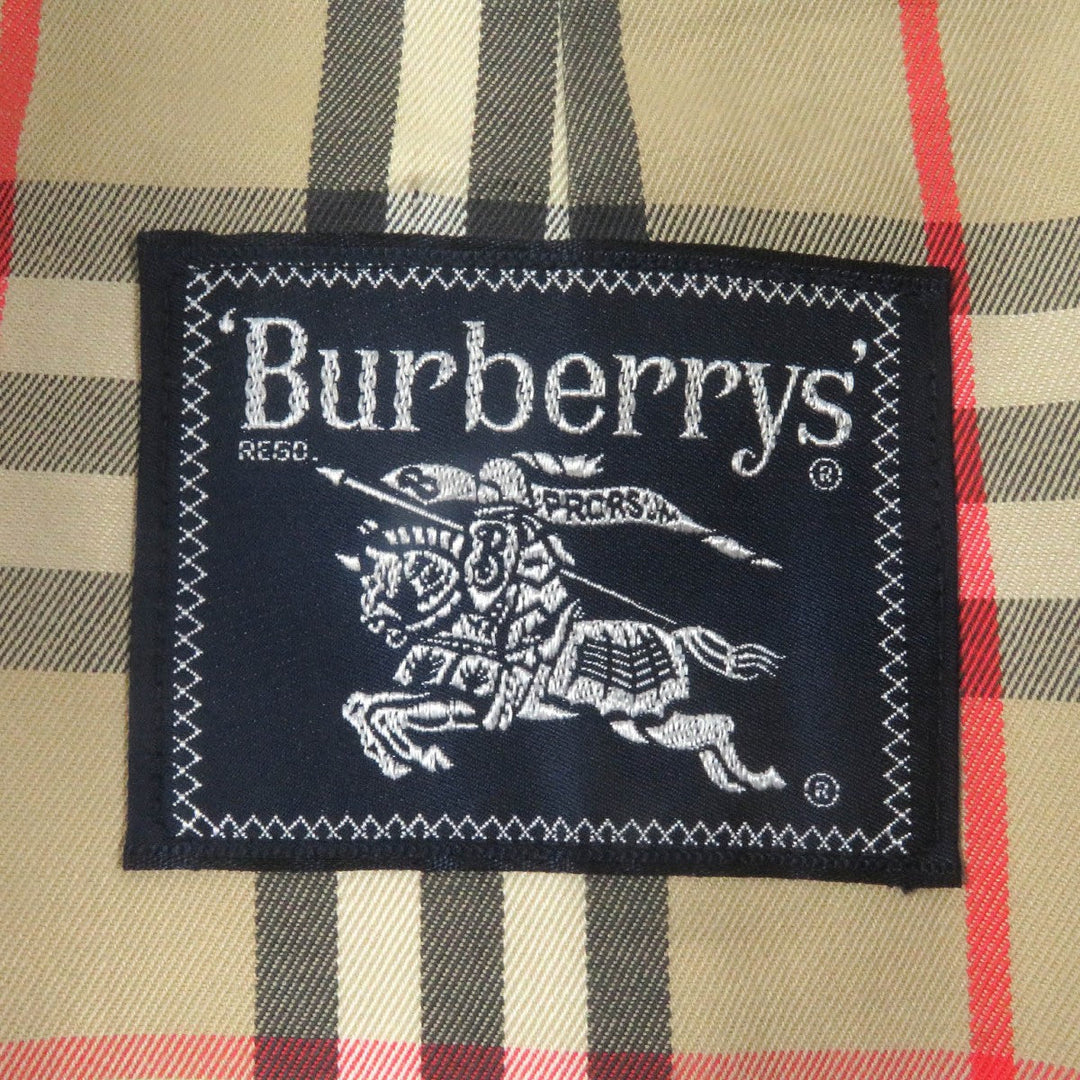 'Burberrys'
REGD.
®
B PRORSUM
B
®